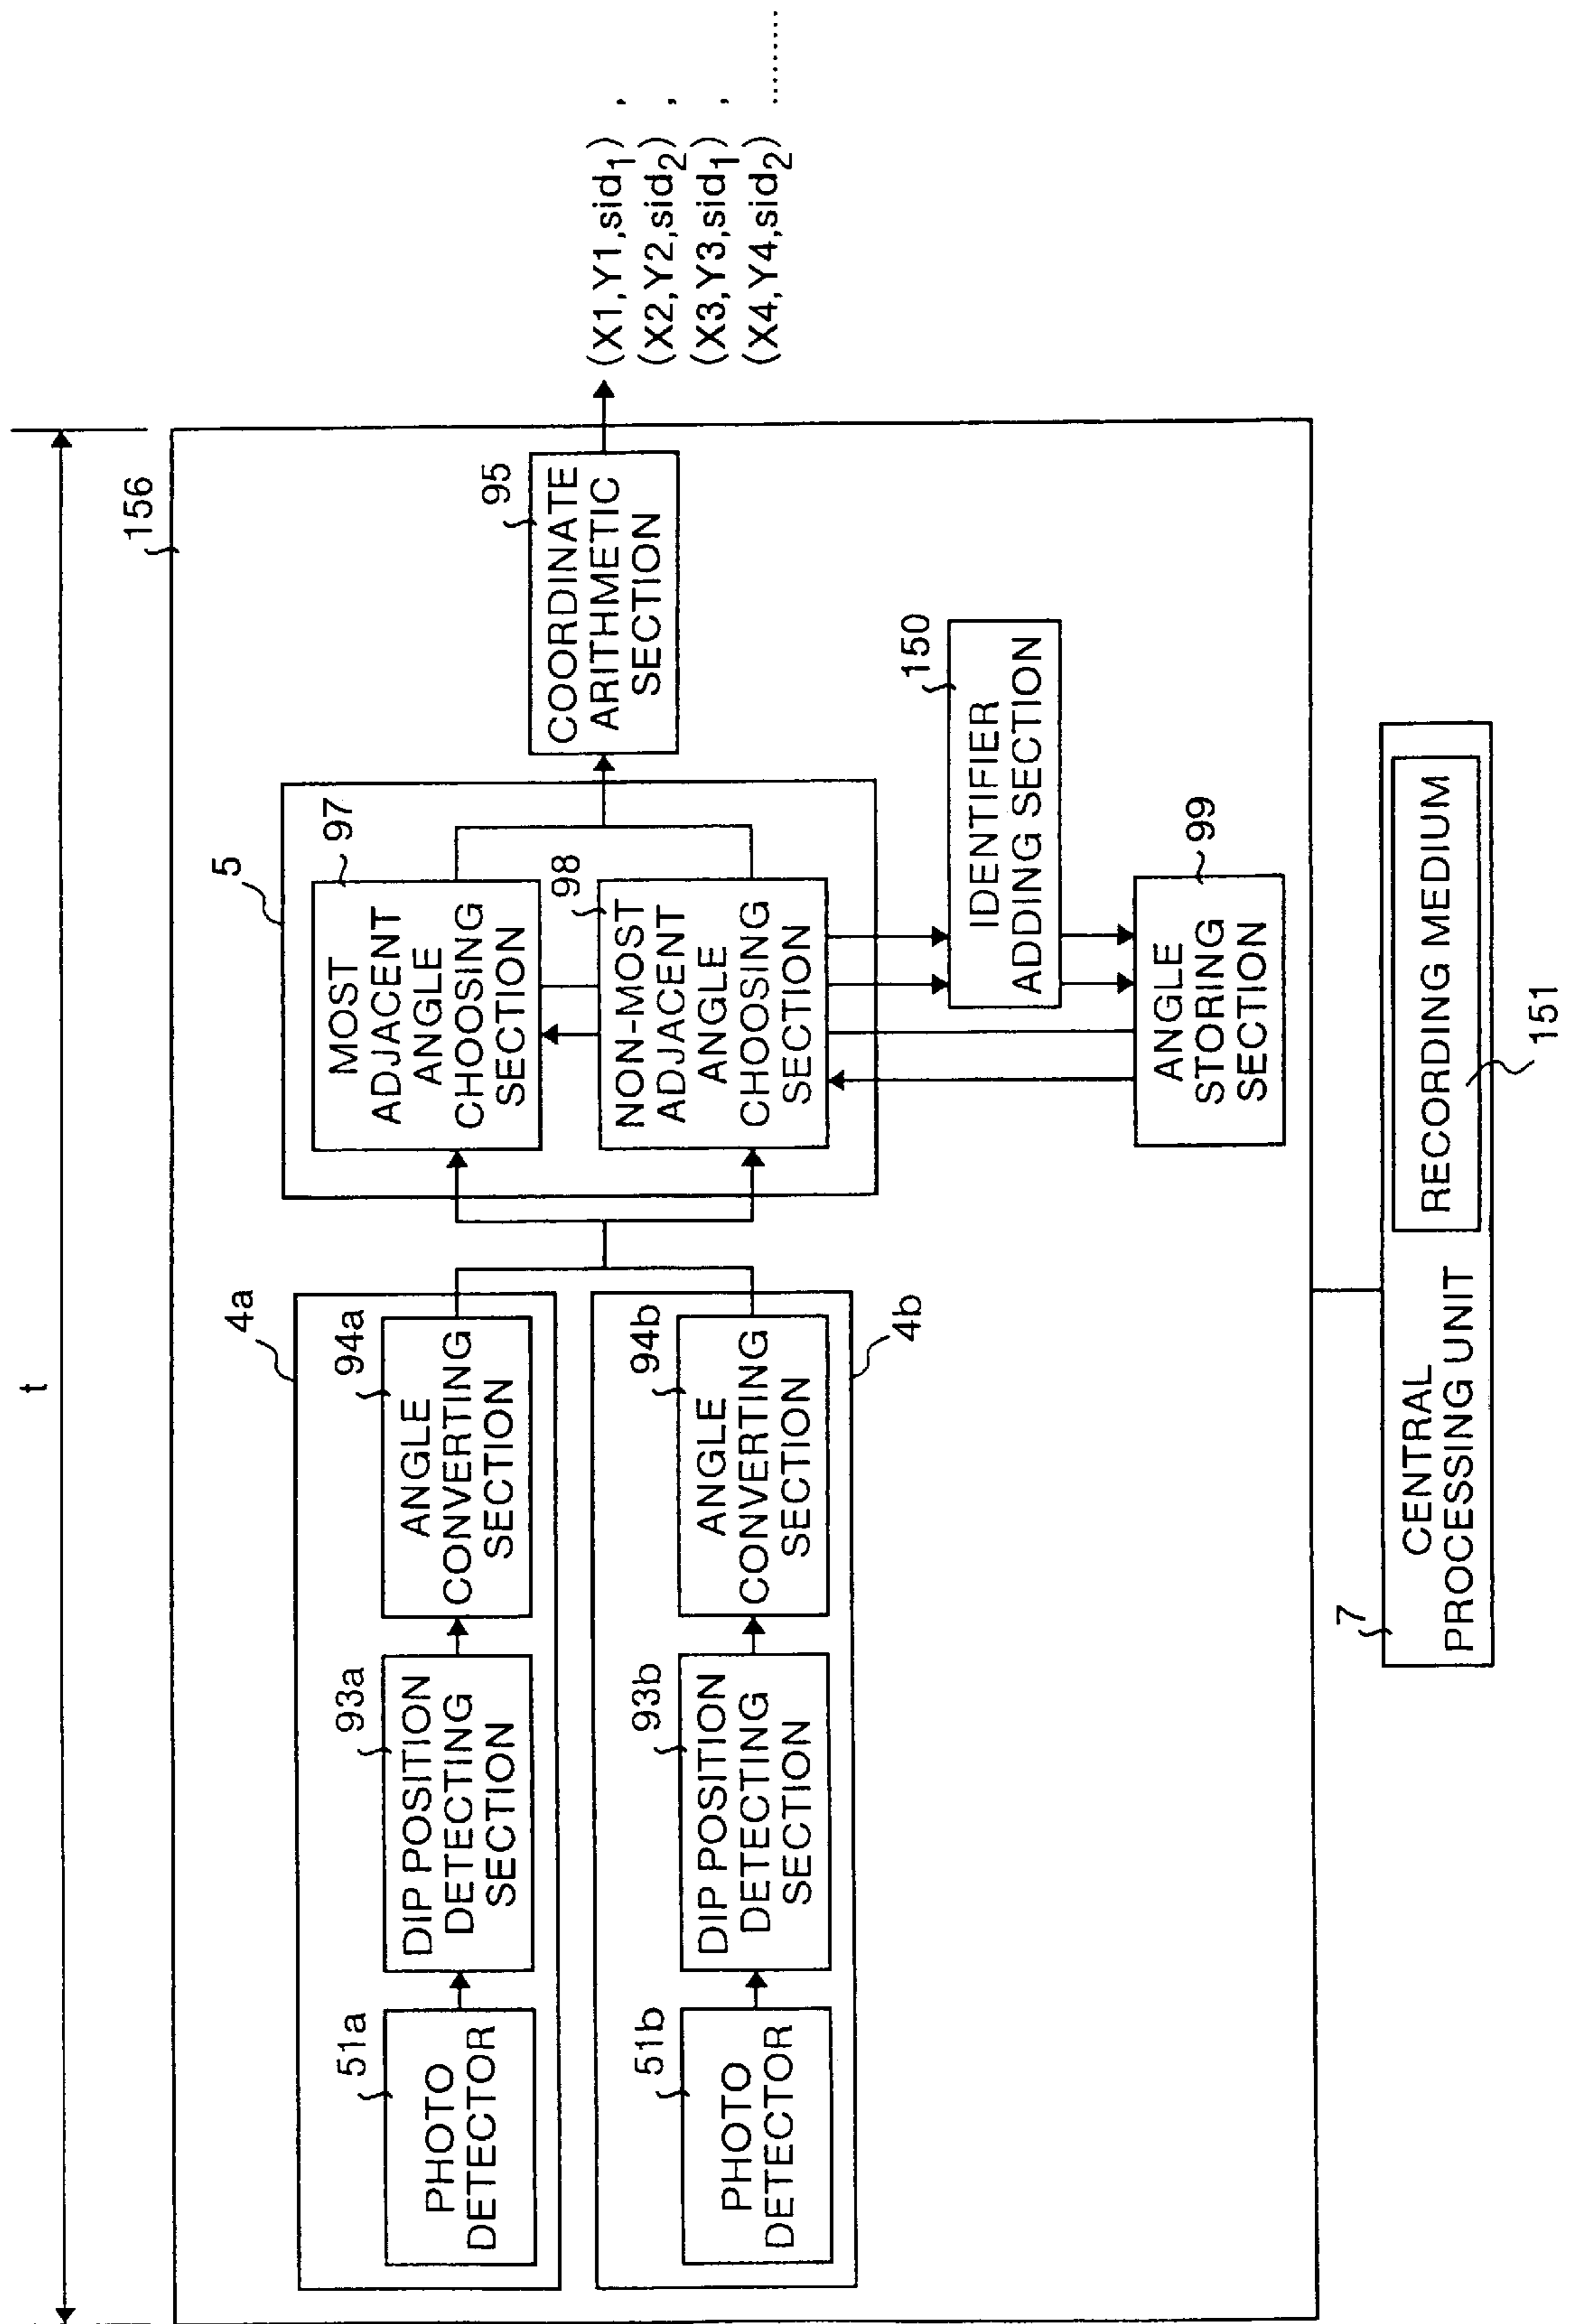 t
156
4a
51a
PHOTO
DETECTOR
93a
DIP POSITION
DETECTING
SECTION
94a
ANGLE
CONVERTING
SECTION
4b
51b
PHOTO
DETECTOR
93b
DIP POSITION
DETECTING
SECTION
94b
ANGLE
CONVERTING
SECTION
5
97
MOST
ADJACENT
ANGLE
CHOOSING
SECTION
98
NON-MOST
ADJACENT
ANGLE
CHOOSING
SECTION
95
COORDINATE
ARITHMETIC
SECTION
(X1,Y1,sid1) ,
(X2,Y2,sid2) ,
(X3,Y3,sid1) ,
(X4,Y4,sid2) ........
150
IDENTIFIER
ADDING SECTION
99
ANGLE
STORING
SECTION
7
CENTRAL
PROCESSING UNIT
RECORDING MEDIUM
151